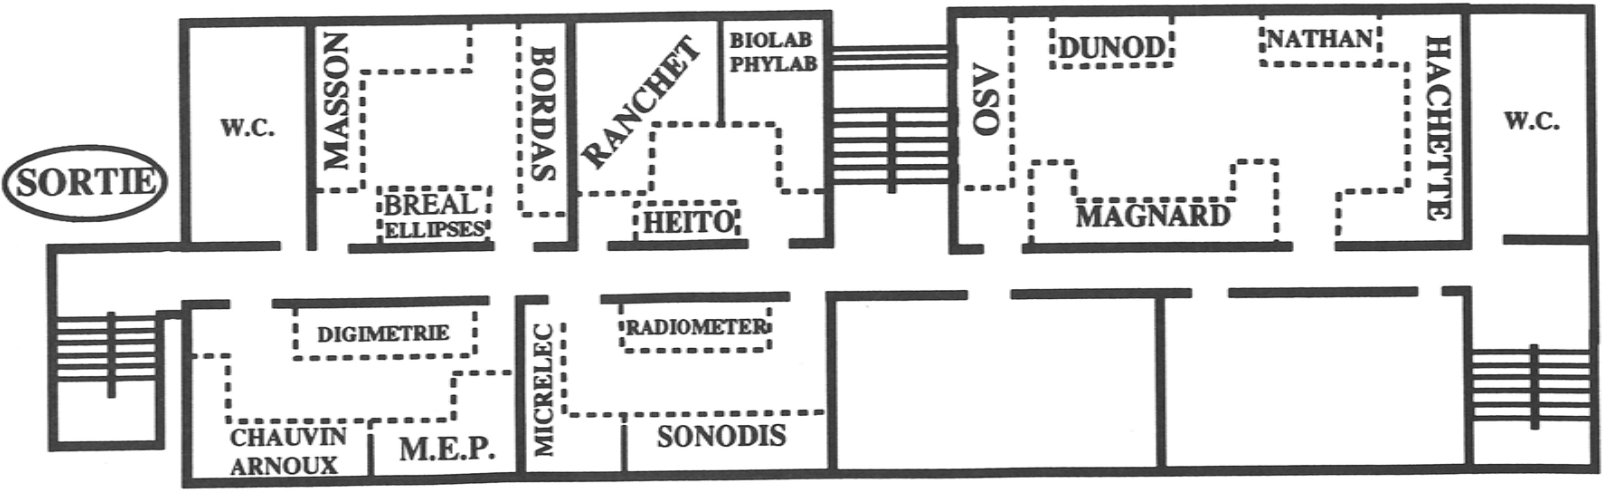 SORTIE
W.C.
MASSON
BREAL
ELLIPSES
BORDAS
RANCHET
BIOLAB
PHYLAB
HEITO
OSV
DUNOD
NATHAN
HACHETTE
MAGNARD
W.C.
DIGIMETRIE
CHAUVIN
ARNOUX
M.E.P.
MICRELEC
RADIOMETER
SONODIS